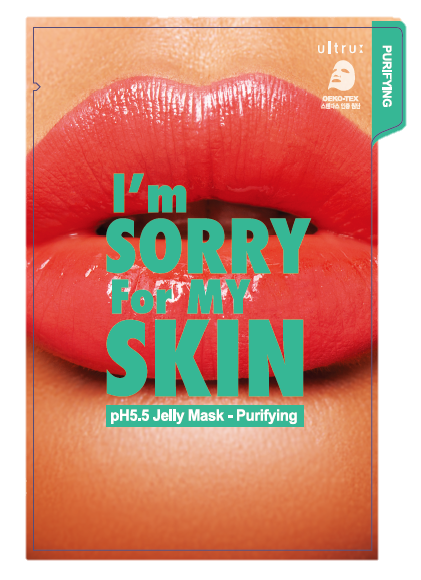 ultru:
PURIFYING
OEKO-TEX
I'm
SORRY
For MY
SKIN
pH5.5 Jelly Mask - Purifying